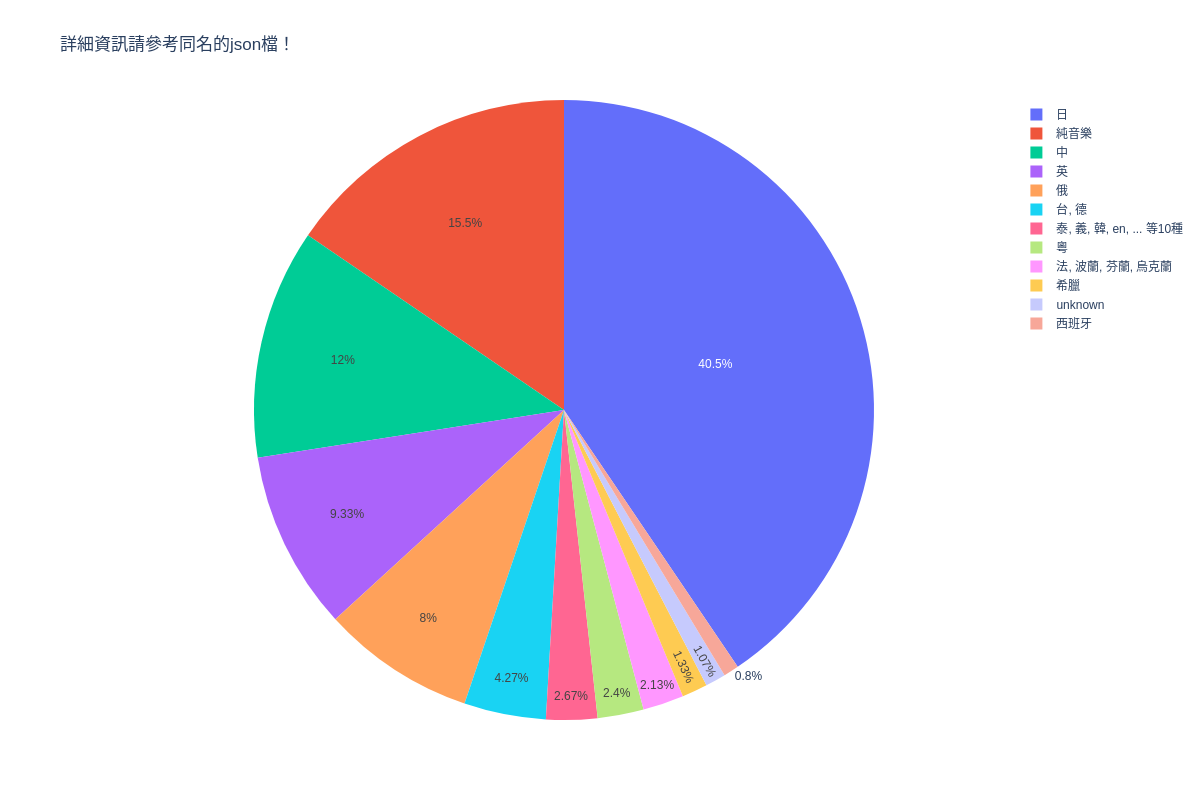 詳細資訊請參考同名的json檔！
日
純音樂
中
英
俄
台, 德
泰, 義, 韓, en, ... 等10種
粵
法, 波蘭, 芬蘭, 烏克蘭
希臘
unknown
西班牙
40.5%
15.5%
12%
9.33%
8%
4.27%
2.67%
2.4%
2.13%
1.33%
1.07%
0.8%